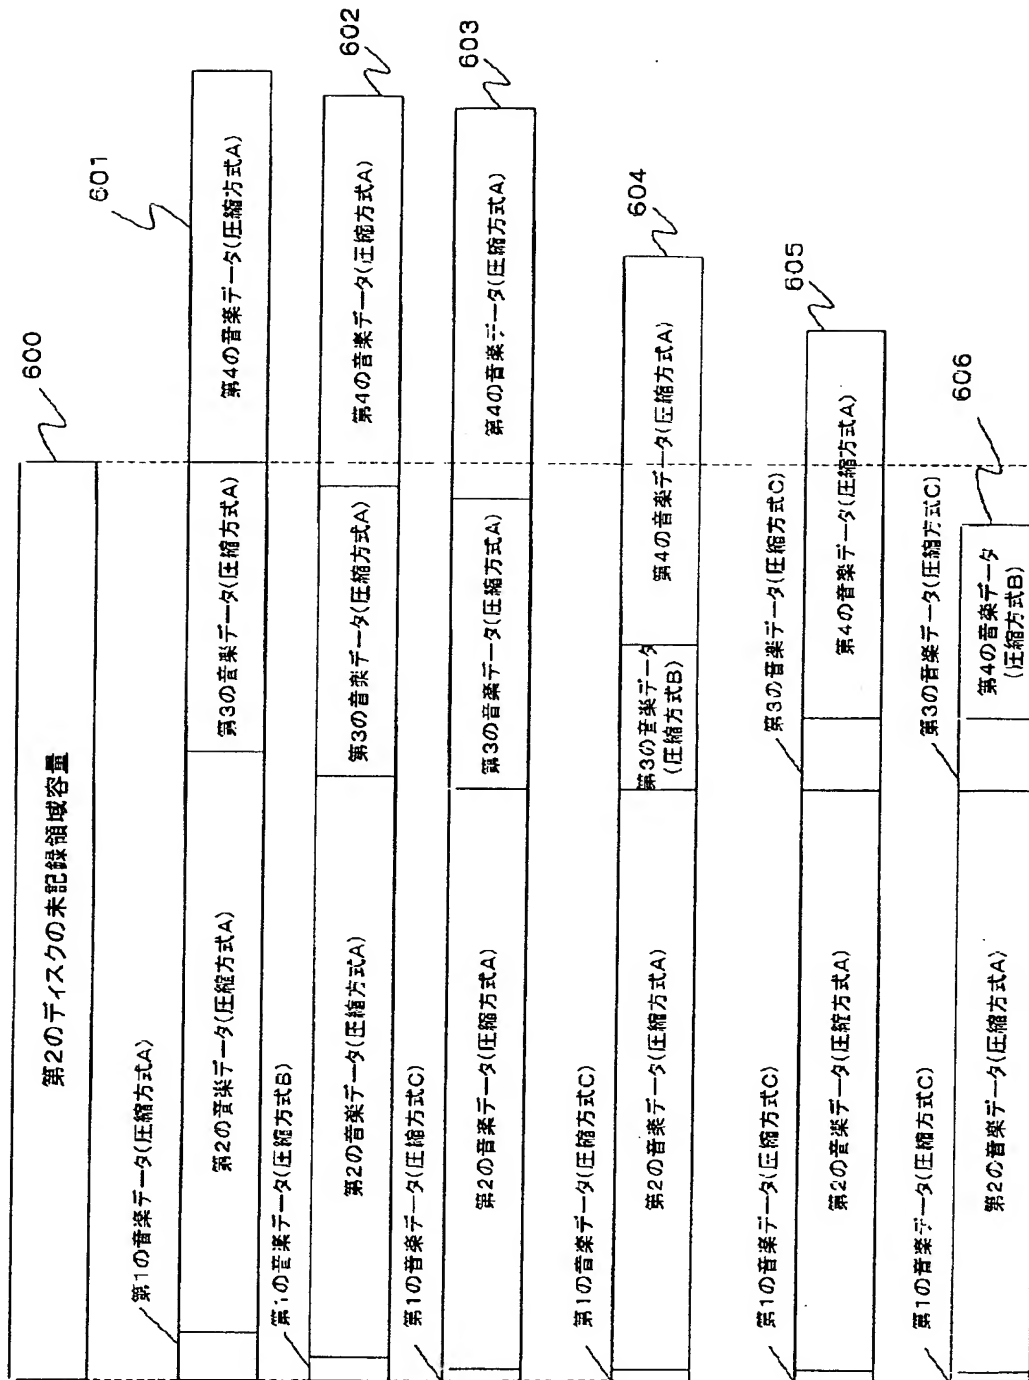 第2のディスクの未記録領域容量
600
第1の音楽データ(圧縮方式A)
第2の音楽データ(圧縮方式A)
第3の音楽データ(圧縮方式A)
第4の音楽データ(圧縮方式A)
601
第1の音楽データ(圧縮方式B)
第2の音楽データ(圧縮方式A)
第3の音楽データ(圧縮方式A)
第4の音楽データ(圧縮方式A)
602
第1の音楽データ(圧縮方式C)
第2の音楽データ(圧縮方式A)
第3の音楽データ(圧縮方式A)
第4の音楽データ(圧縮方式A)
603
第1の音楽データ(圧縮方式C)
第2の音楽データ(圧縮方式A)
第3の音楽データ
(圧縮方式B)
第4の音楽データ(圧縮方式A)
604
第1の音楽データ(圧縮方式C)
第2の音楽データ(圧縮方式A)
第3の音楽データ(圧縮方式C)
第4の音楽データ(圧縮方式A)
605
第1の音楽データ(圧縮方式C)
第2の音楽データ(圧縮方式A)
第3の音楽データ(圧縮方式C)
第4の音楽データ
(圧縮方式B)
606